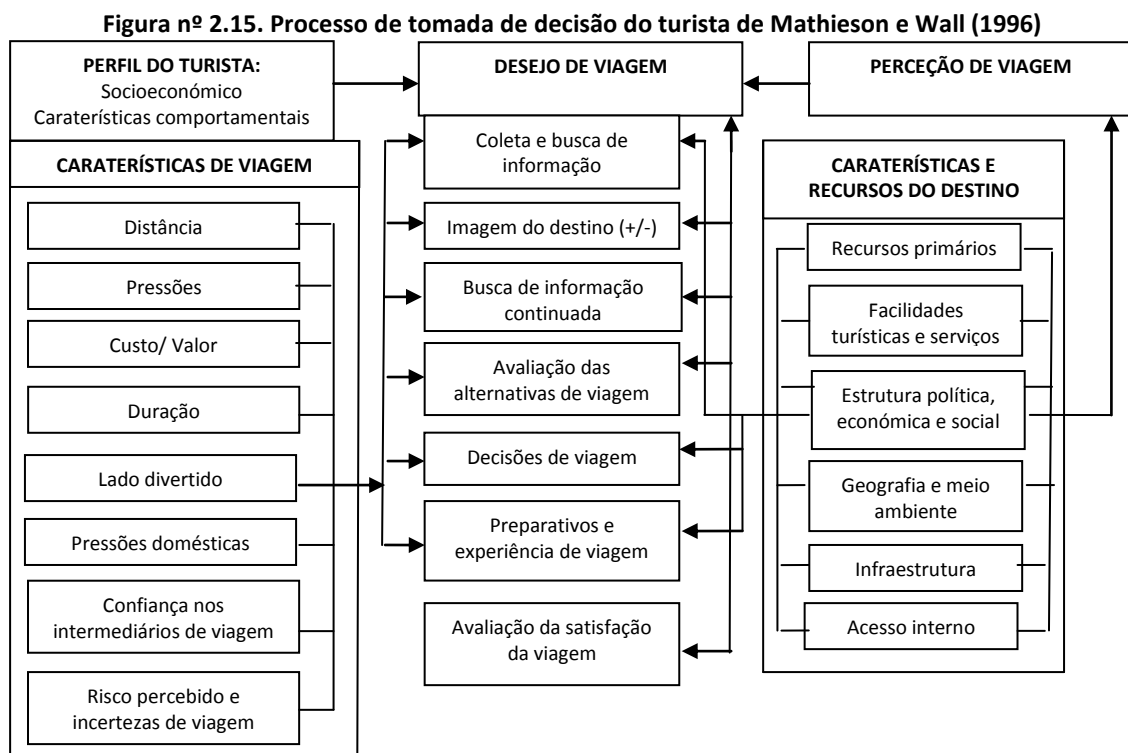 Figura nº 2.15. Processo de tomada de decisão do turista de Mathieson e Wall (1996)
PERFIL DO TURISTA:
Socioeconómico
Caraterísticas comportamentais
DESEJO DE VIAGEM
PERCEÇÃO DE VIAGEM
CARATERÍSTICAS DE VIAGEM
Distância
Pressões
Custo/ Valor
Duração
Lado divertido
Pressões domésticas
Confiança nos
intermediários de viagem
Risco percebido e
incertezas de viagem
Coleta e busca de
informação
Imagem do destino (+/-)
Busca de informação
continuada
Avaliação das
alternativas de viagem
Decisões de viagem
Preparativos e
experiência de viagem
Avaliação da satisfação
da viagem
CARATERÍSTICAS E
RECURSOS DO DESTINO
Recursos primários
Facilidades
turísticas e serviços
Estrutura política,
económica e social
Geografia e meio
ambiente
Infraestrutura
Acesso interno